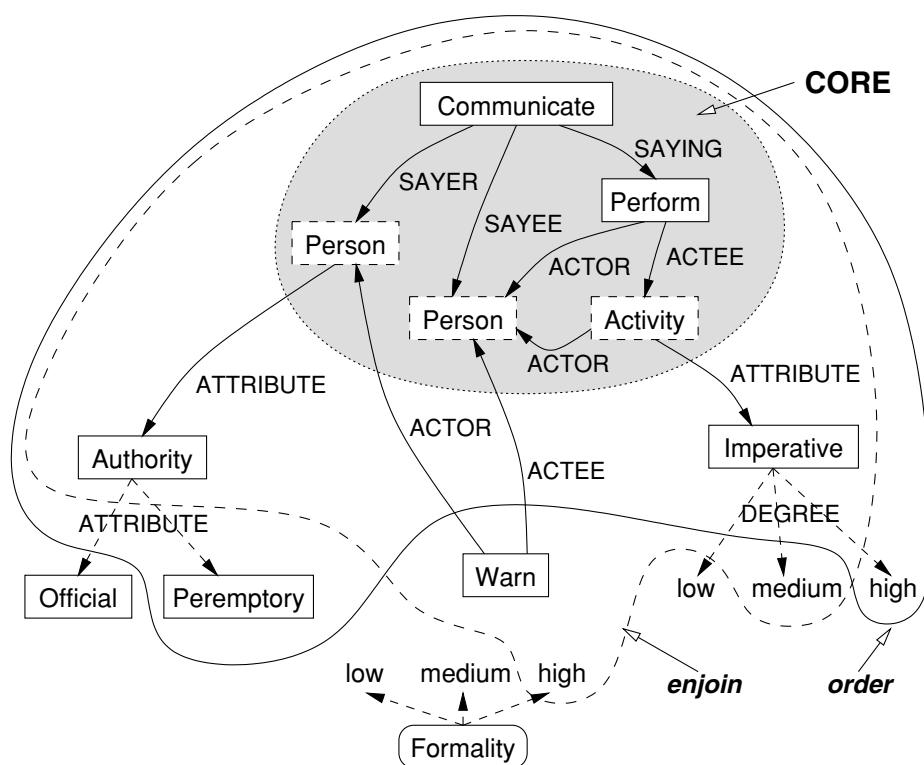 CORE
Communicate
SAYING
SAYER
Perform
Person
SAYEE
ACTOR
ACTEE
Person
Activity
ACTOR
ATTRIBUTE
ATTRIBUTE
ACTOR
Authority
Imperative
ACTEE
ATTRIBUTE
DEGREE
Official
Peremptory
Warn
low
medium
high
low
medium
high
enjoin
order
Formality